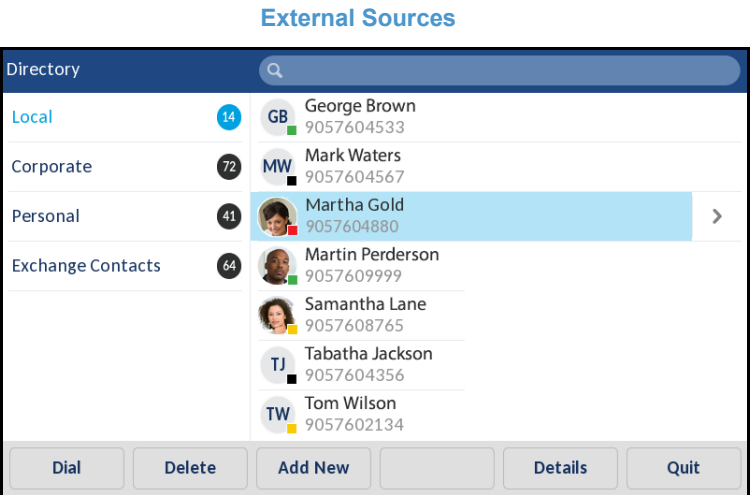 External Sources
Directory
Local 14
Corporate 72
Personal 41
Exchange Contacts 64
GB George Brown
9057604533
MW Mark Waters
9057604567
Martha Gold
9057604880
Martin Perderson
9057609999
Samantha Lane
9057608765
TJ Tabatha Jackson
9057604356
TW Tom Wilson
9057602134
Dial Delete Add New Details Quit